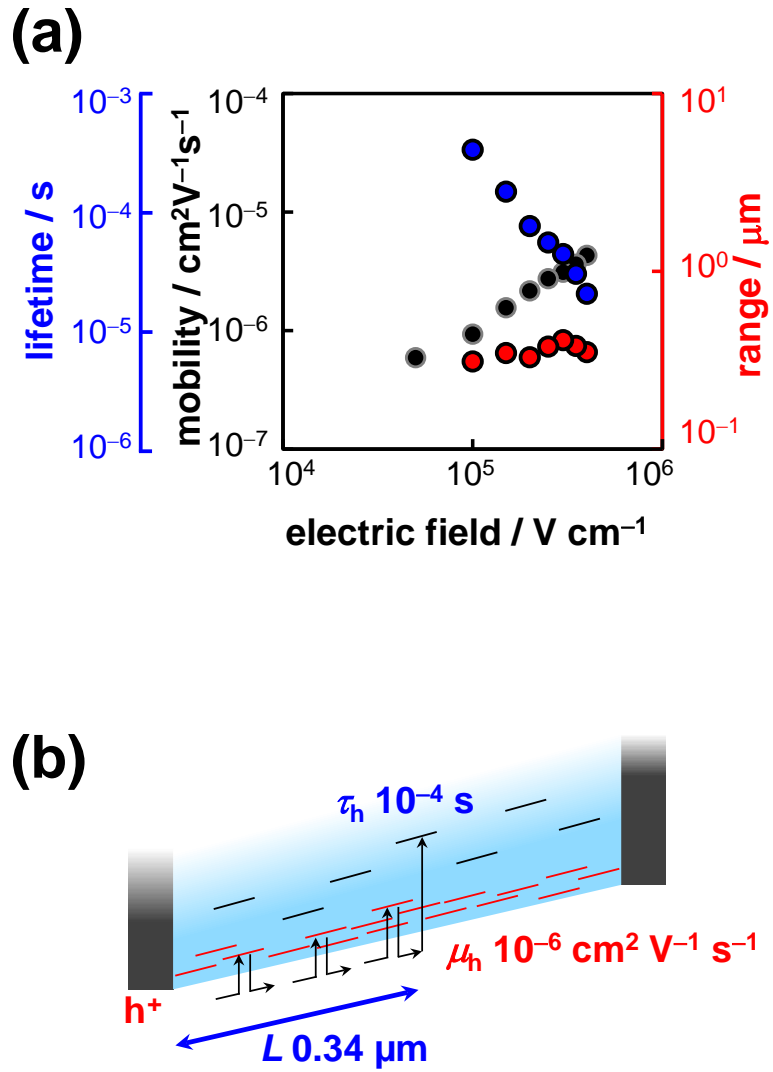 (a)
10⁻³
10⁻⁴
10⁻⁵
10⁻⁶
lifetime / s
10⁻⁴
10⁻⁵
10⁻⁶
10⁻⁷
mobility / cm²V⁻¹s⁻¹
10¹
10⁰
10⁻¹
range / μm
10⁴
10⁵
10⁶
electric field / V cm⁻¹
(b)
τh 10⁻⁴ s
μh 10⁻⁶ cm² V⁻¹ s⁻¹
h⁺
L 0.34 μm